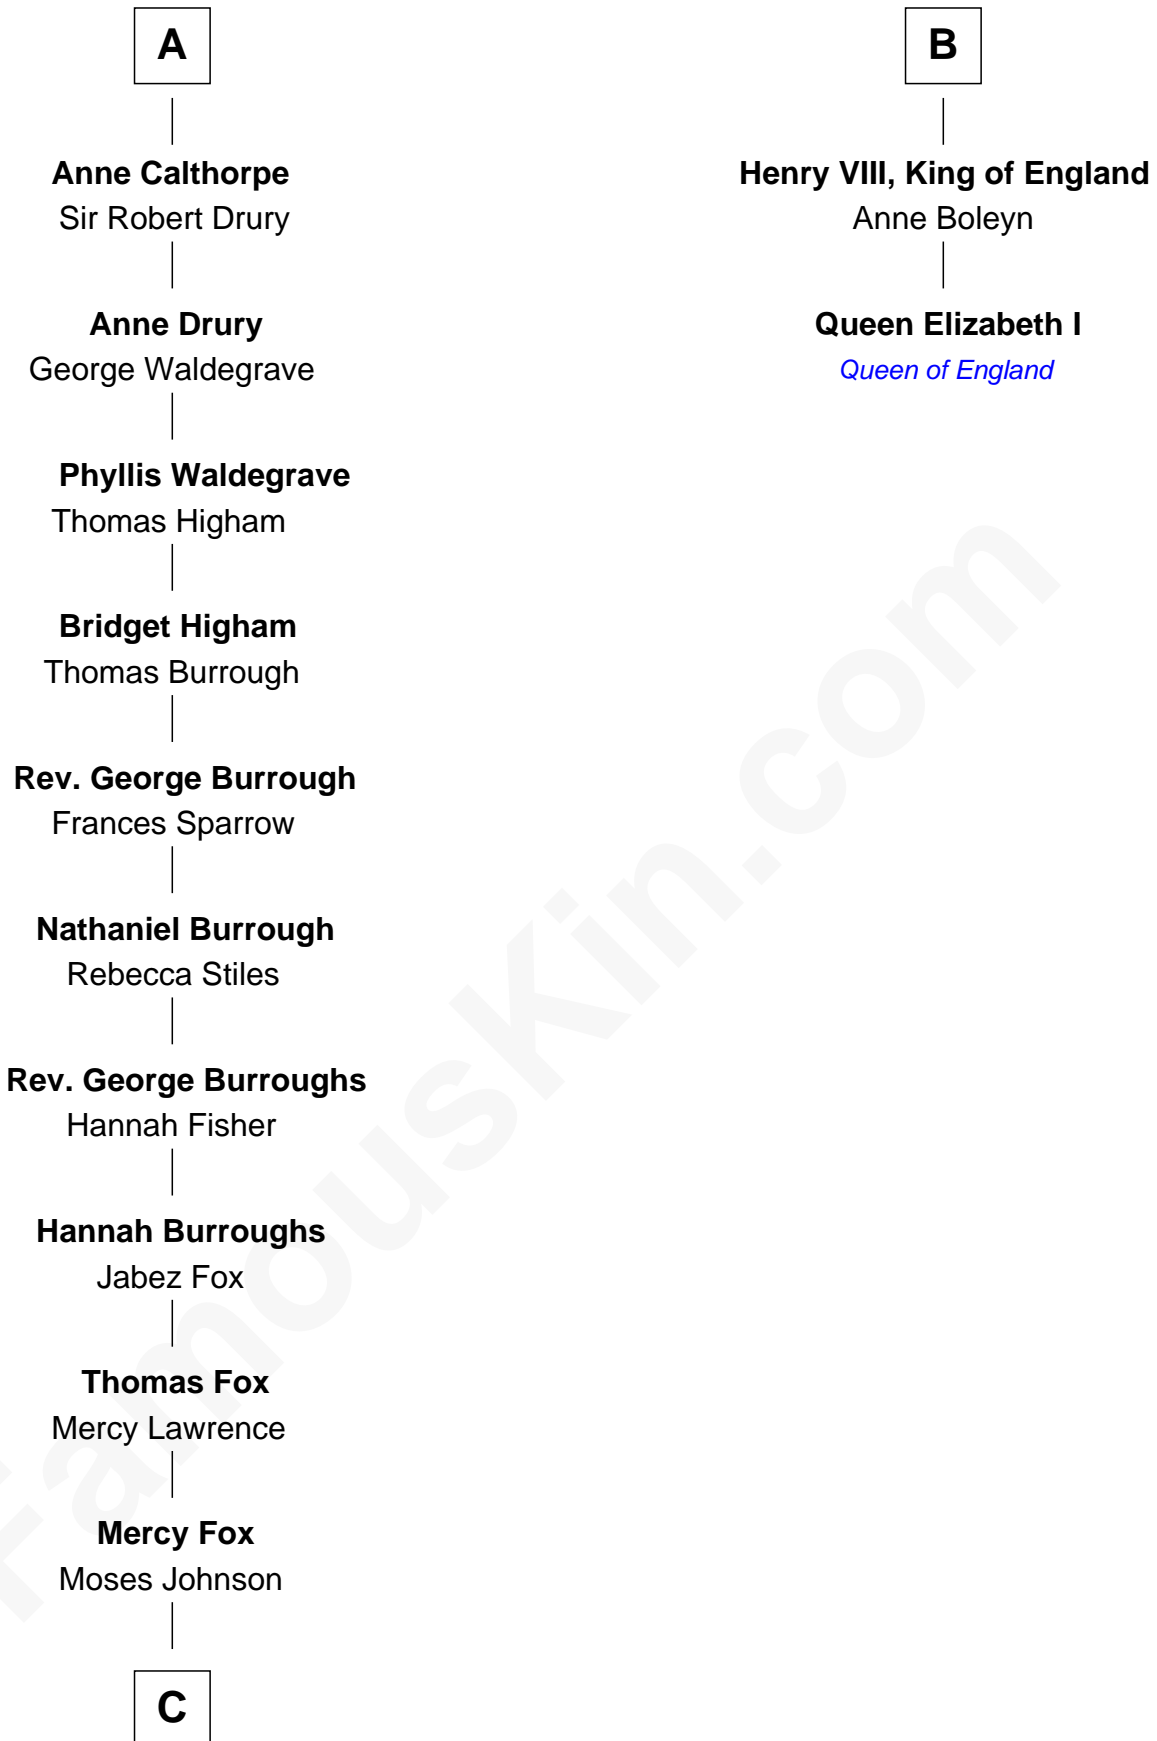 A
Anne Calthorpe
Sir Robert Drury
Anne Drury
George Waldegrave
Phyllis Waldegrave
Thomas Higham
Bridget Higham
Thomas Burrough
Rev. George Burrough
Frances Sparrow
Nathaniel Burrough
Rebecca Stiles
Rev. George Burroughs
Hannah Fisher
Hannah Burroughs
Jabez Fox
Thomas Fox
Mercy Lawrence
Mercy Fox
Moses Johnson
C
B
Henry VIII, King of England
Anne Boleyn
Queen Elizabeth I
Queen of England
FamousKin.com